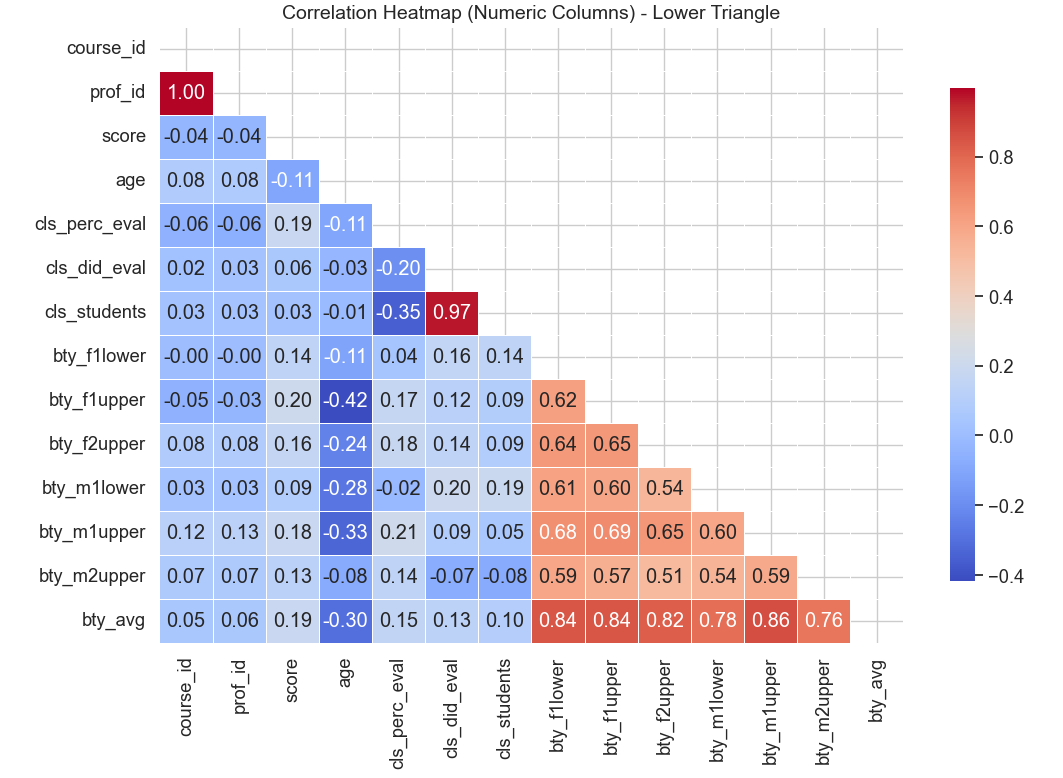 Correlation Heatmap (Numeric Columns) - Lower Triangle
course_id
prof_id 1.00
score -0.04 -0.04
age 0.08 0.08 -0.11
cls_perc_eval -0.06 -0.06 0.19 -0.11
cls_did_eval 0.02 0.03 0.06 -0.03 -0.20
cls_students 0.03 0.03 0.03 -0.01 -0.35 0.97
bty_f1lower -0.00 -0.00 0.14 -0.11 0.04 0.16 0.14
bty_f1upper -0.05 -0.03 0.20 -0.42 0.17 0.12 0.09 0.62
bty_f2upper 0.08 0.08 0.16 -0.24 0.18 0.14 0.09 0.64 0.65
bty_m1lower 0.03 0.03 0.09 -0.28 -0.02 0.20 0.19 0.61 0.60 0.54
bty_m1upper 0.12 0.13 0.18 -0.33 0.21 0.09 0.05 0.68 0.69 0.65 0.60
bty_m2upper 0.07 0.07 0.13 -0.08 0.14 -0.07 -0.08 0.59 0.57 0.51 0.54 0.59
bty_avg 0.05 0.06 0.19 -0.30 0.15 0.13 0.10 0.84 0.84 0.82 0.78 0.86 0.76
course_id
prof_id
score
age
cls_perc_eval
cls_did_eval
cls_students
bty_f1lower
bty_f1upper
bty_f2upper
bty_m1lower
bty_m1upper
bty_m2upper
bty_avg
0.8
0.6
0.4
0.2
0.0
−0.2
−0.4